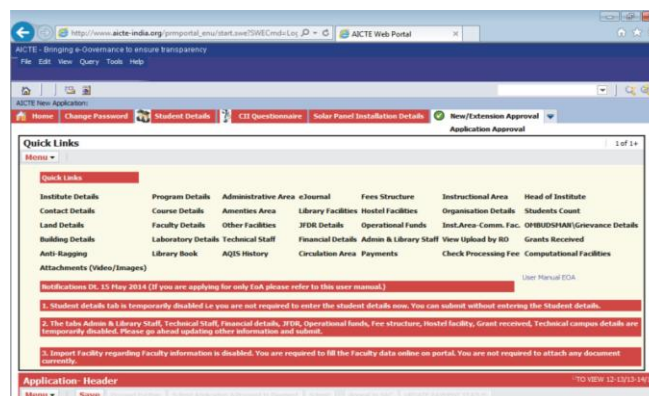 http://www.aicte-india.org/prmportal_enu/start.swe?SWECmd=Loc
AICTE Web Portal
AICTE - Bringing e-Governance to ensure transparency
File Edit View Query Tools Help
AICTE New Application:
Home Change Password Student Details CII Questionnaire Solar Panel Installation Details New/Extension Approval
Application Approval
Quick Links 1 of 1+
Menu
Quick Links
Institute Details Program Details Administrative Area eJournal Fees Structure Instructional Area Head of Institute
Contact Details Course Details Amenties Area Library Facilities Hostel Facilities Organisation Details Students Count
Land Details Faculty Details Other Facilities JFDR Details Operational Funds Inst.Area-Comm. Fac. OMBUDSMAN\Grievance Details
Building Details Laboratory Details Technical Staff Financial Details Admin & Library Staff View Upload by RO Grants Received
Anti-Ragging Library Book AQIS History Circulation Area Payments Check Processing Fee Computational Facilities
Attachments (Video/Images)
User Manual EOA
Notifications Dt. 15 May 2014 (If you are applying for only EoA please refer to this user manual.)
1. Student details tab is temporarily disabled i.e you are not required to enter the student details now. You can submit without entering the Student details.
2. The tabs Admin & Library Staff, Technical Staff, Financial details, JFDR, Operational funds, Fee structure, Hostel facility, Grant received, Technical campus details are
temporarily disabled. Please go ahead updating other information and submit.
3. Import Facility regarding Faculty information is disabled. You are required to fill the Faculty data online on portal. You are not required to attach any document
currently.
Application- Header TO VIEW 12-13/13-14/
Menu Save